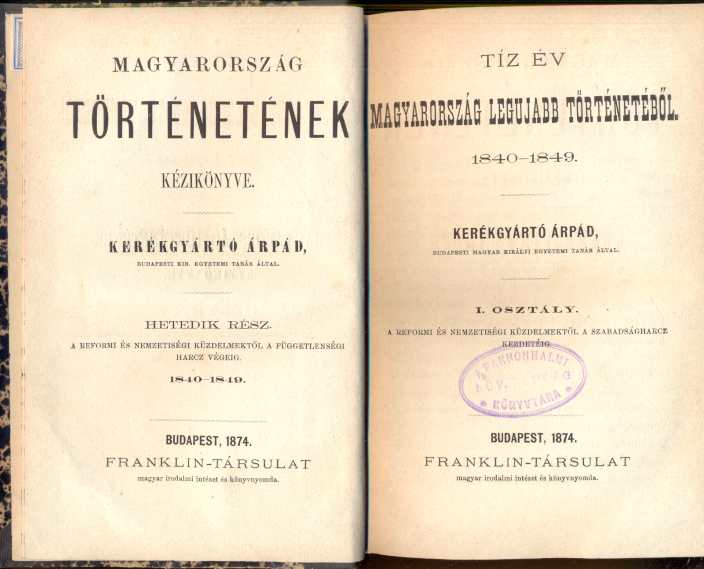 MAGYARORSZÁG
TÖRTÉNETÉNEK
KÉZIKÖNYVE.
KERÉKGYÁRTÓ ÁRPÁD,
BUDAPESTI KIR. EGYETEMI TANÁR ÁLTAL.
HETEDIK RÉSZ.
A REFORMI ÉS NEMZETISÉGI KÜZDELMEKTŐL A FÜGGETLENSÉGI
HARCZ VÉGEIG.
1840–1849.
BUDAPEST, 1874.
FRANKLIN-TÁRSULAT
magyar irodalmi intézet és könyvnyomda.
TÍZ ÉV
MAGYARORSZÁG LEGUJABB TÖRTÉNETÉBŐL.
1840–1849.
KERÉKGYÁRTÓ ÁRPÁD,
BUDAPESTI MAGYAR KIRÁLYI EGYETEMI TANÁR ÁLTAL.
I. OSZTÁLY.
A REFORMI ÉS NEMZETISÉGI KÜZDELMEKTŐL A SZABADSÁGHARCZ
KEZDETÉIG.
A PANNONHALMI
NÖV.
KÖNYVTÁRA
BUDAPEST, 1874.
FRANKLIN-TÁRSULAT
magyar irodalmi intézet és könyvnyomda.